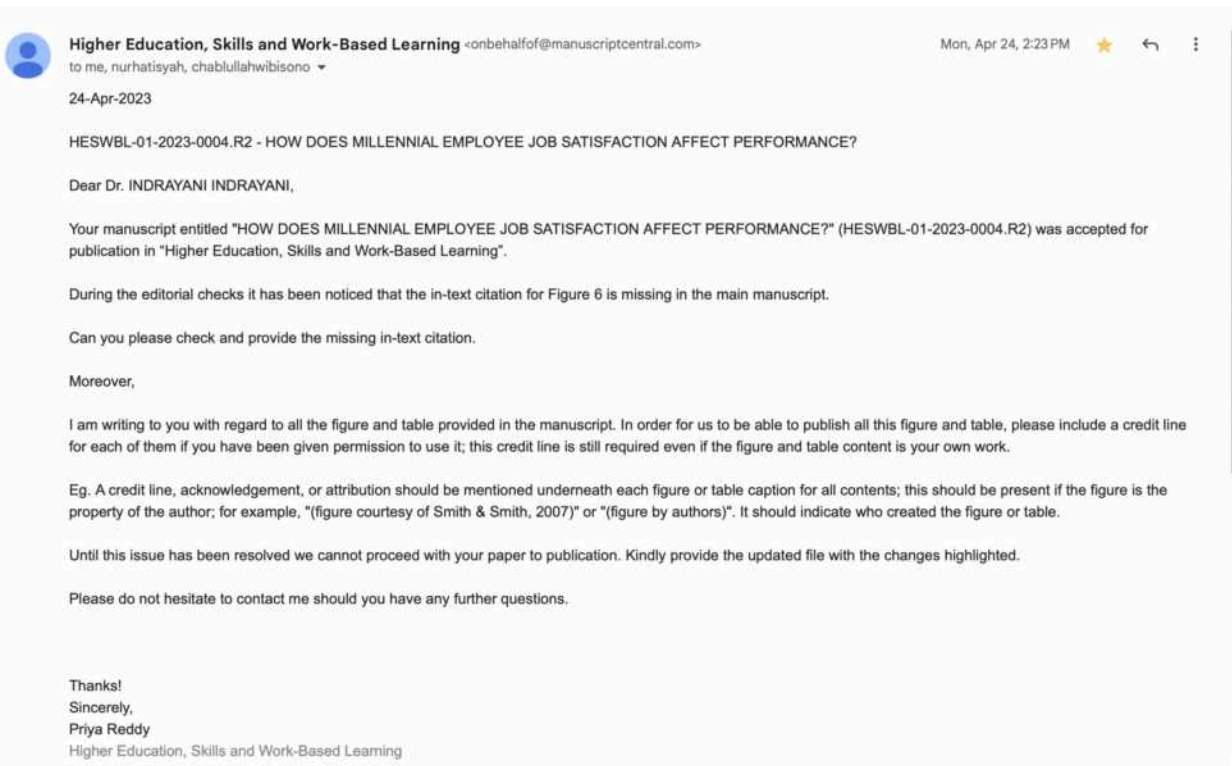 Higher Education, Skills and Work-Based Learning <onbehalfof@manuscriptcentral.com> Mon, Apr 24, 2:23 PM
to me, nurhatisyah, chablullahwibisono
24-Apr-2023
HESWBL-01-2023-0004.R2 - HOW DOES MILLENNIAL EMPLOYEE JOB SATISFACTION AFFECT PERFORMANCE?
Dear Dr. INDRAYANI INDRAYANI,
Your manuscript entitled "HOW DOES MILLENNIAL EMPLOYEE JOB SATISFACTION AFFECT PERFORMANCE?" (HESWBL-01-2023-0004.R2) was accepted for
publication in "Higher Education, Skills and Work-Based Learning".
During the editorial checks it has been noticed that the in-text citation for Figure 6 is missing in the main manuscript.
Can you please check and provide the missing in-text citation.
Moreover,
I am writing to you with regard to all the figure and table provided in the manuscript. In order for us to be able to publish all this figure and table, please include a credit line
for each of them if you have been given permission to use it; this credit line is still required even if the figure and table content is your own work.
Eg. A credit line, acknowledgement, or attribution should be mentioned underneath each figure or table caption for all contents; this should be present if the figure is the
property of the author; for example, "(figure courtesy of Smith & Smith, 2007)" or "(figure by authors)". It should indicate who created the figure or table.
Until this issue has been resolved we cannot proceed with your paper to publication. Kindly provide the updated file with the changes highlighted.
Please do not hesitate to contact me should you have any further questions.
Thanks!
Sincerely,
Priya Reddy
Higher Education, Skills and Work-Based Learning